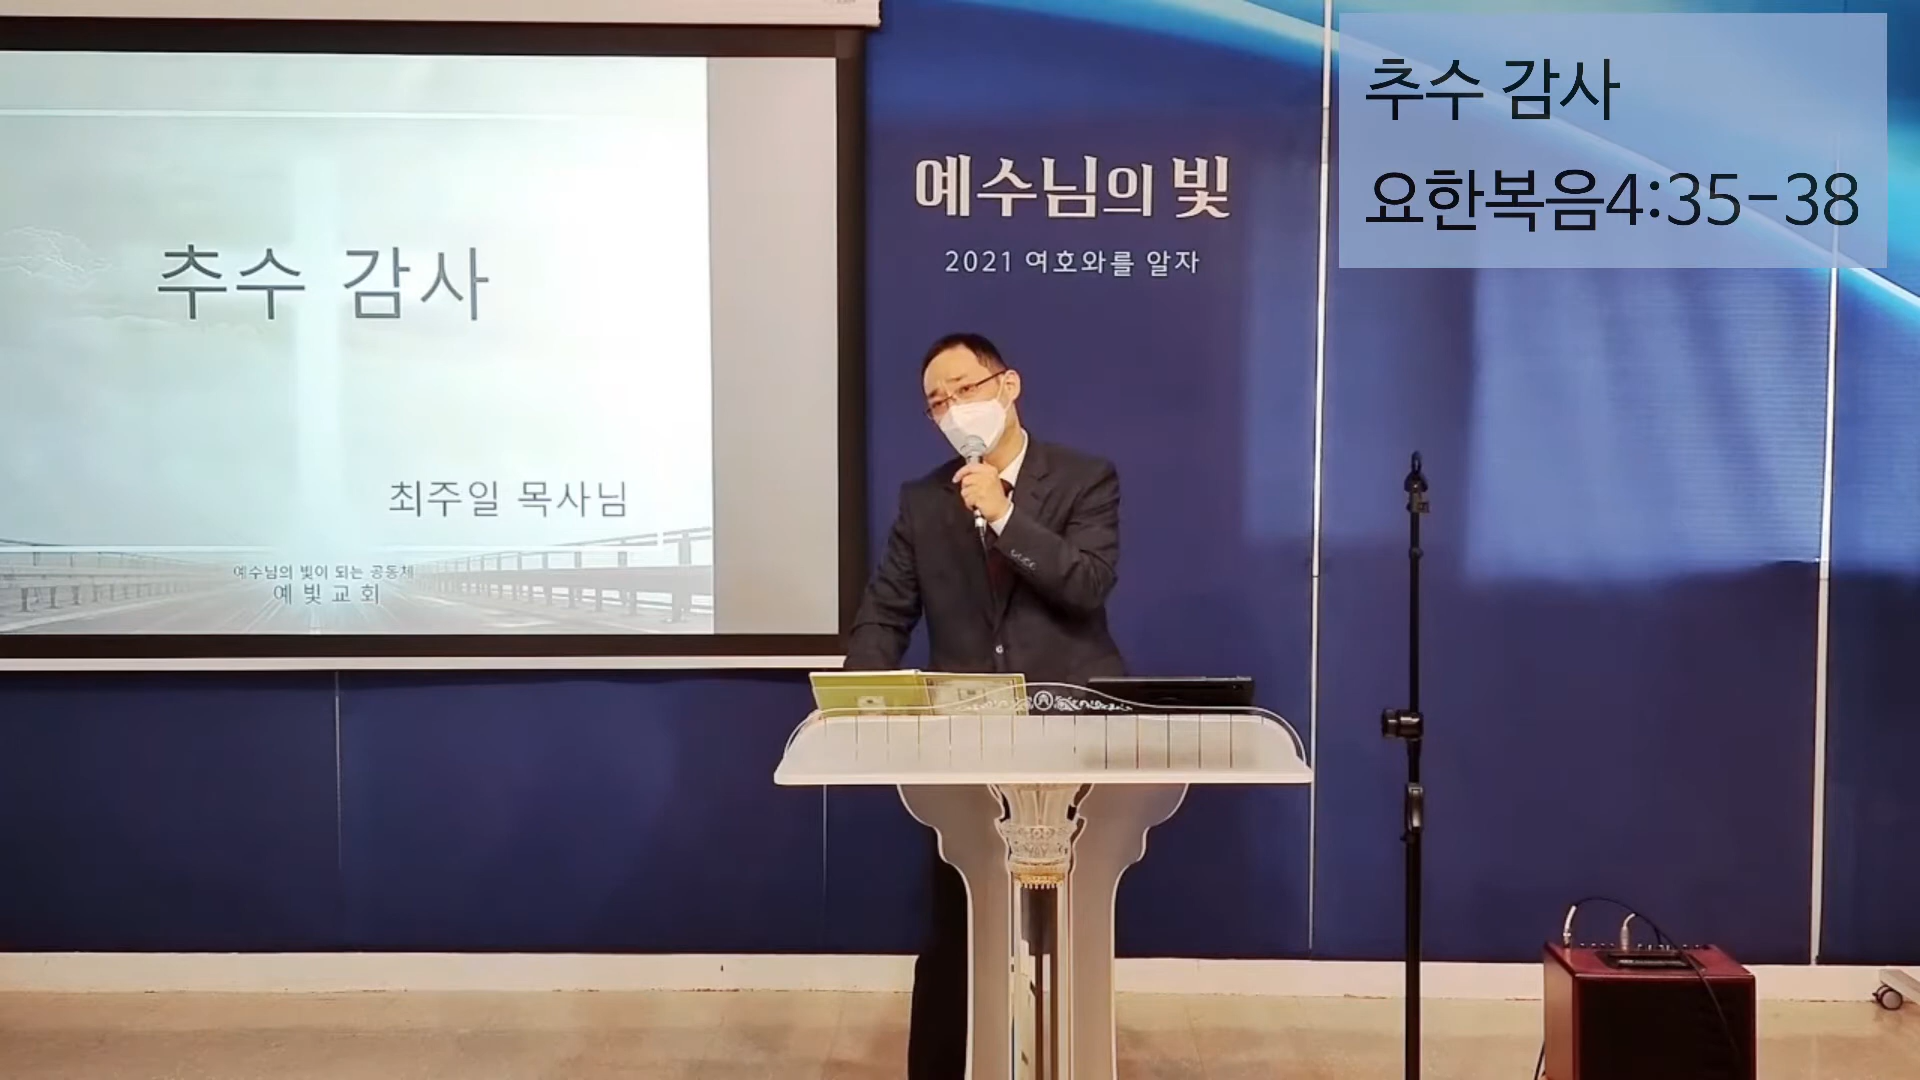 추수 감사
최주일 목사님
예수님의 빛이 되는 공동체
예빛교회
예수님의 빛
2021 여호와를 알자
추수 감사
요한복음4:35-38